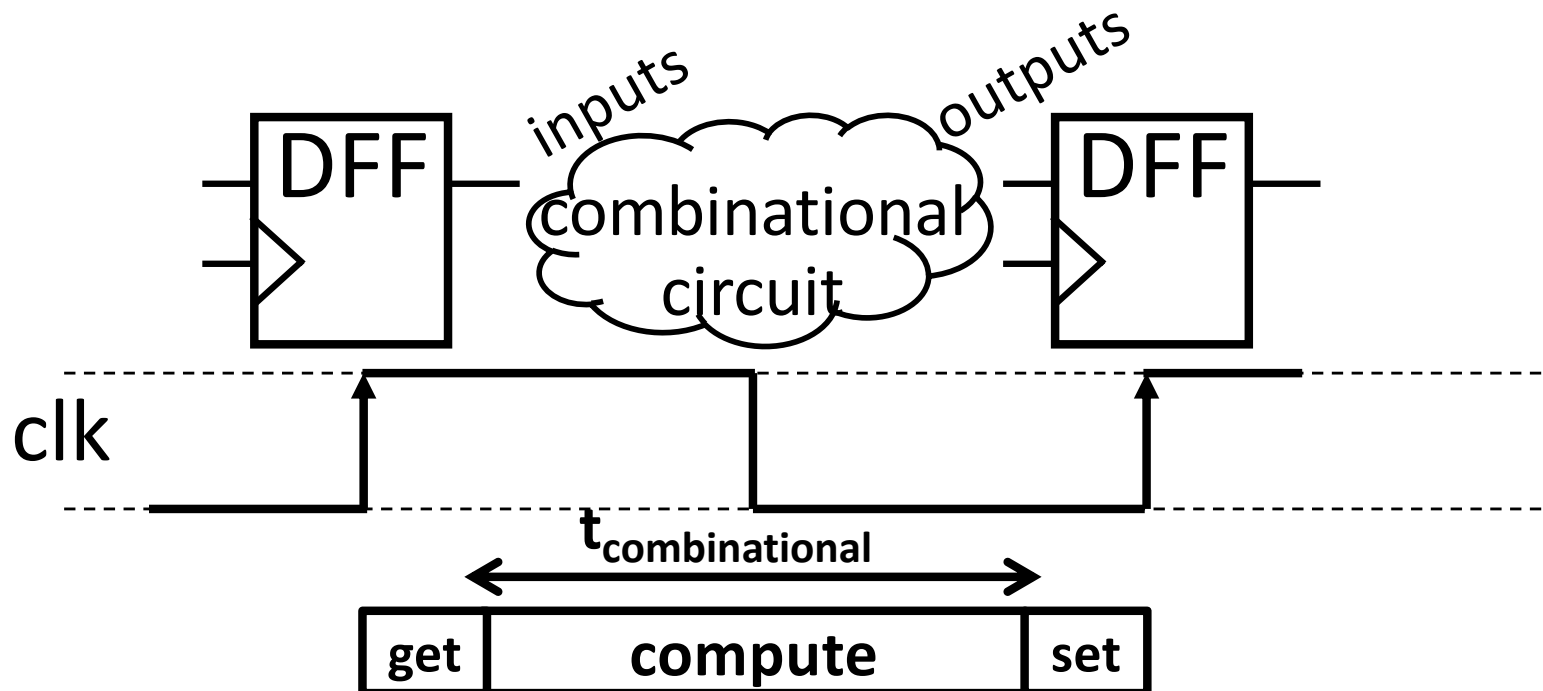 inputs
outputs
DFF
DFF
combinational
circuit
clk
tcombinational
get
compute
set